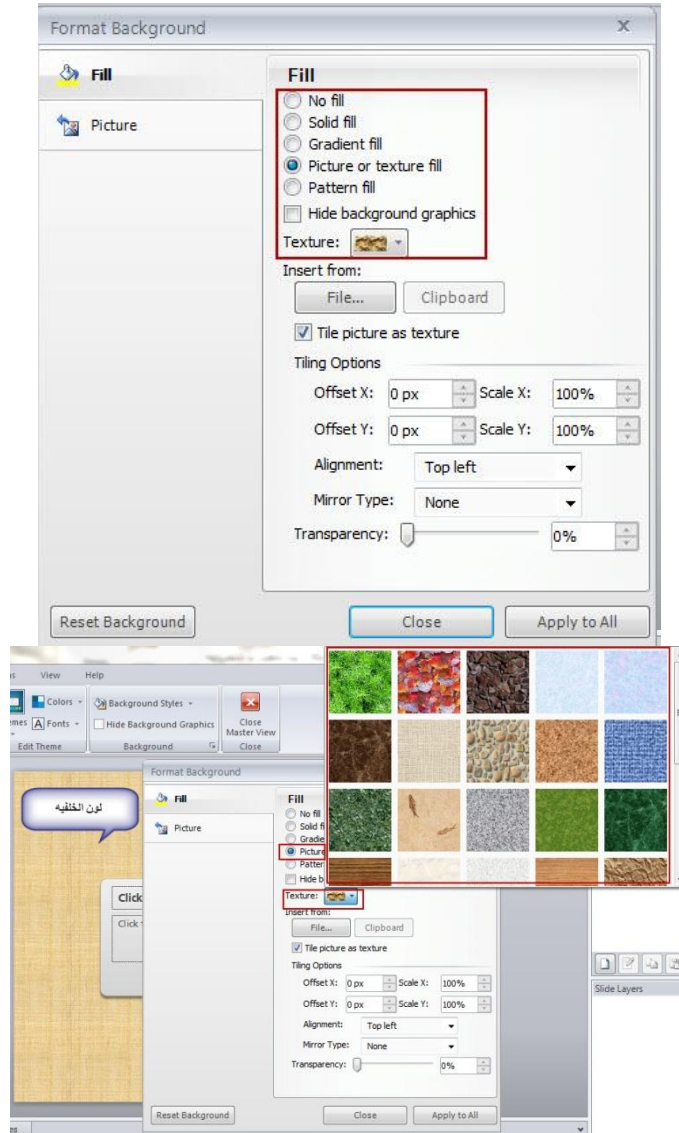 Format Background
Fill
Picture
Fill
No fill
Solid fill
Gradient fill
Picture or texture fill
Pattern fill
Hide background graphics
Texture:
Insert from:
File... Clipboard
Tile picture as texture
Tiling Options
Offset X: 0 px Scale X: 100%
Offset Y: 0 px Scale Y: 100%
Alignment: Top left
Mirror Type: None
Transparency: 0%
Reset Background Close Apply to All
View Help
Colors Background Styles
Fonts Hide Background Graphics Close Master View
Edit Theme Background Close
لون الخلفيه
Click
Click
Format Background
Fill
Picture
Fill
No fill
Solid
Picture
Texture:
Insert from:
File... Clipboard
Tile picture as texture
Tiling Options
Offset X: 0 px Scale X: 100%
Offset Y: 0 px Scale Y: 100%
Alignment: Top left
Mirror Type: None
Transparency: 0%
Reset Background Close Apply to All
Slide Layers